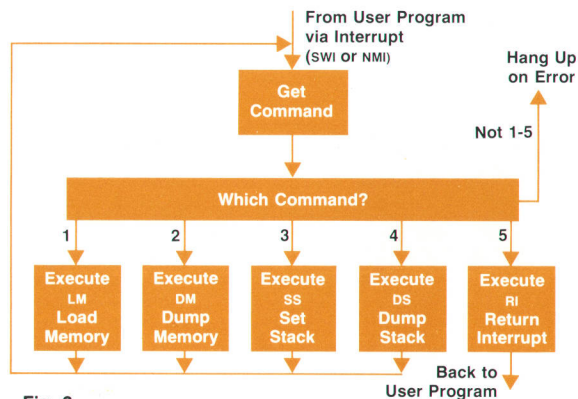 From User Program
via Interrupt
(SWI or NMI)
Hang Up
on Error
Get
Command
Not 1-5
Which Command?
1
2
3
4
5
Execute
LM
Load
Memory
Execute
DM
Dump
Memory
Execute
SS
Set
Stack
Execute
DS
Dump
Stack
Execute
RI
Return
Interrupt
Back to
User Program